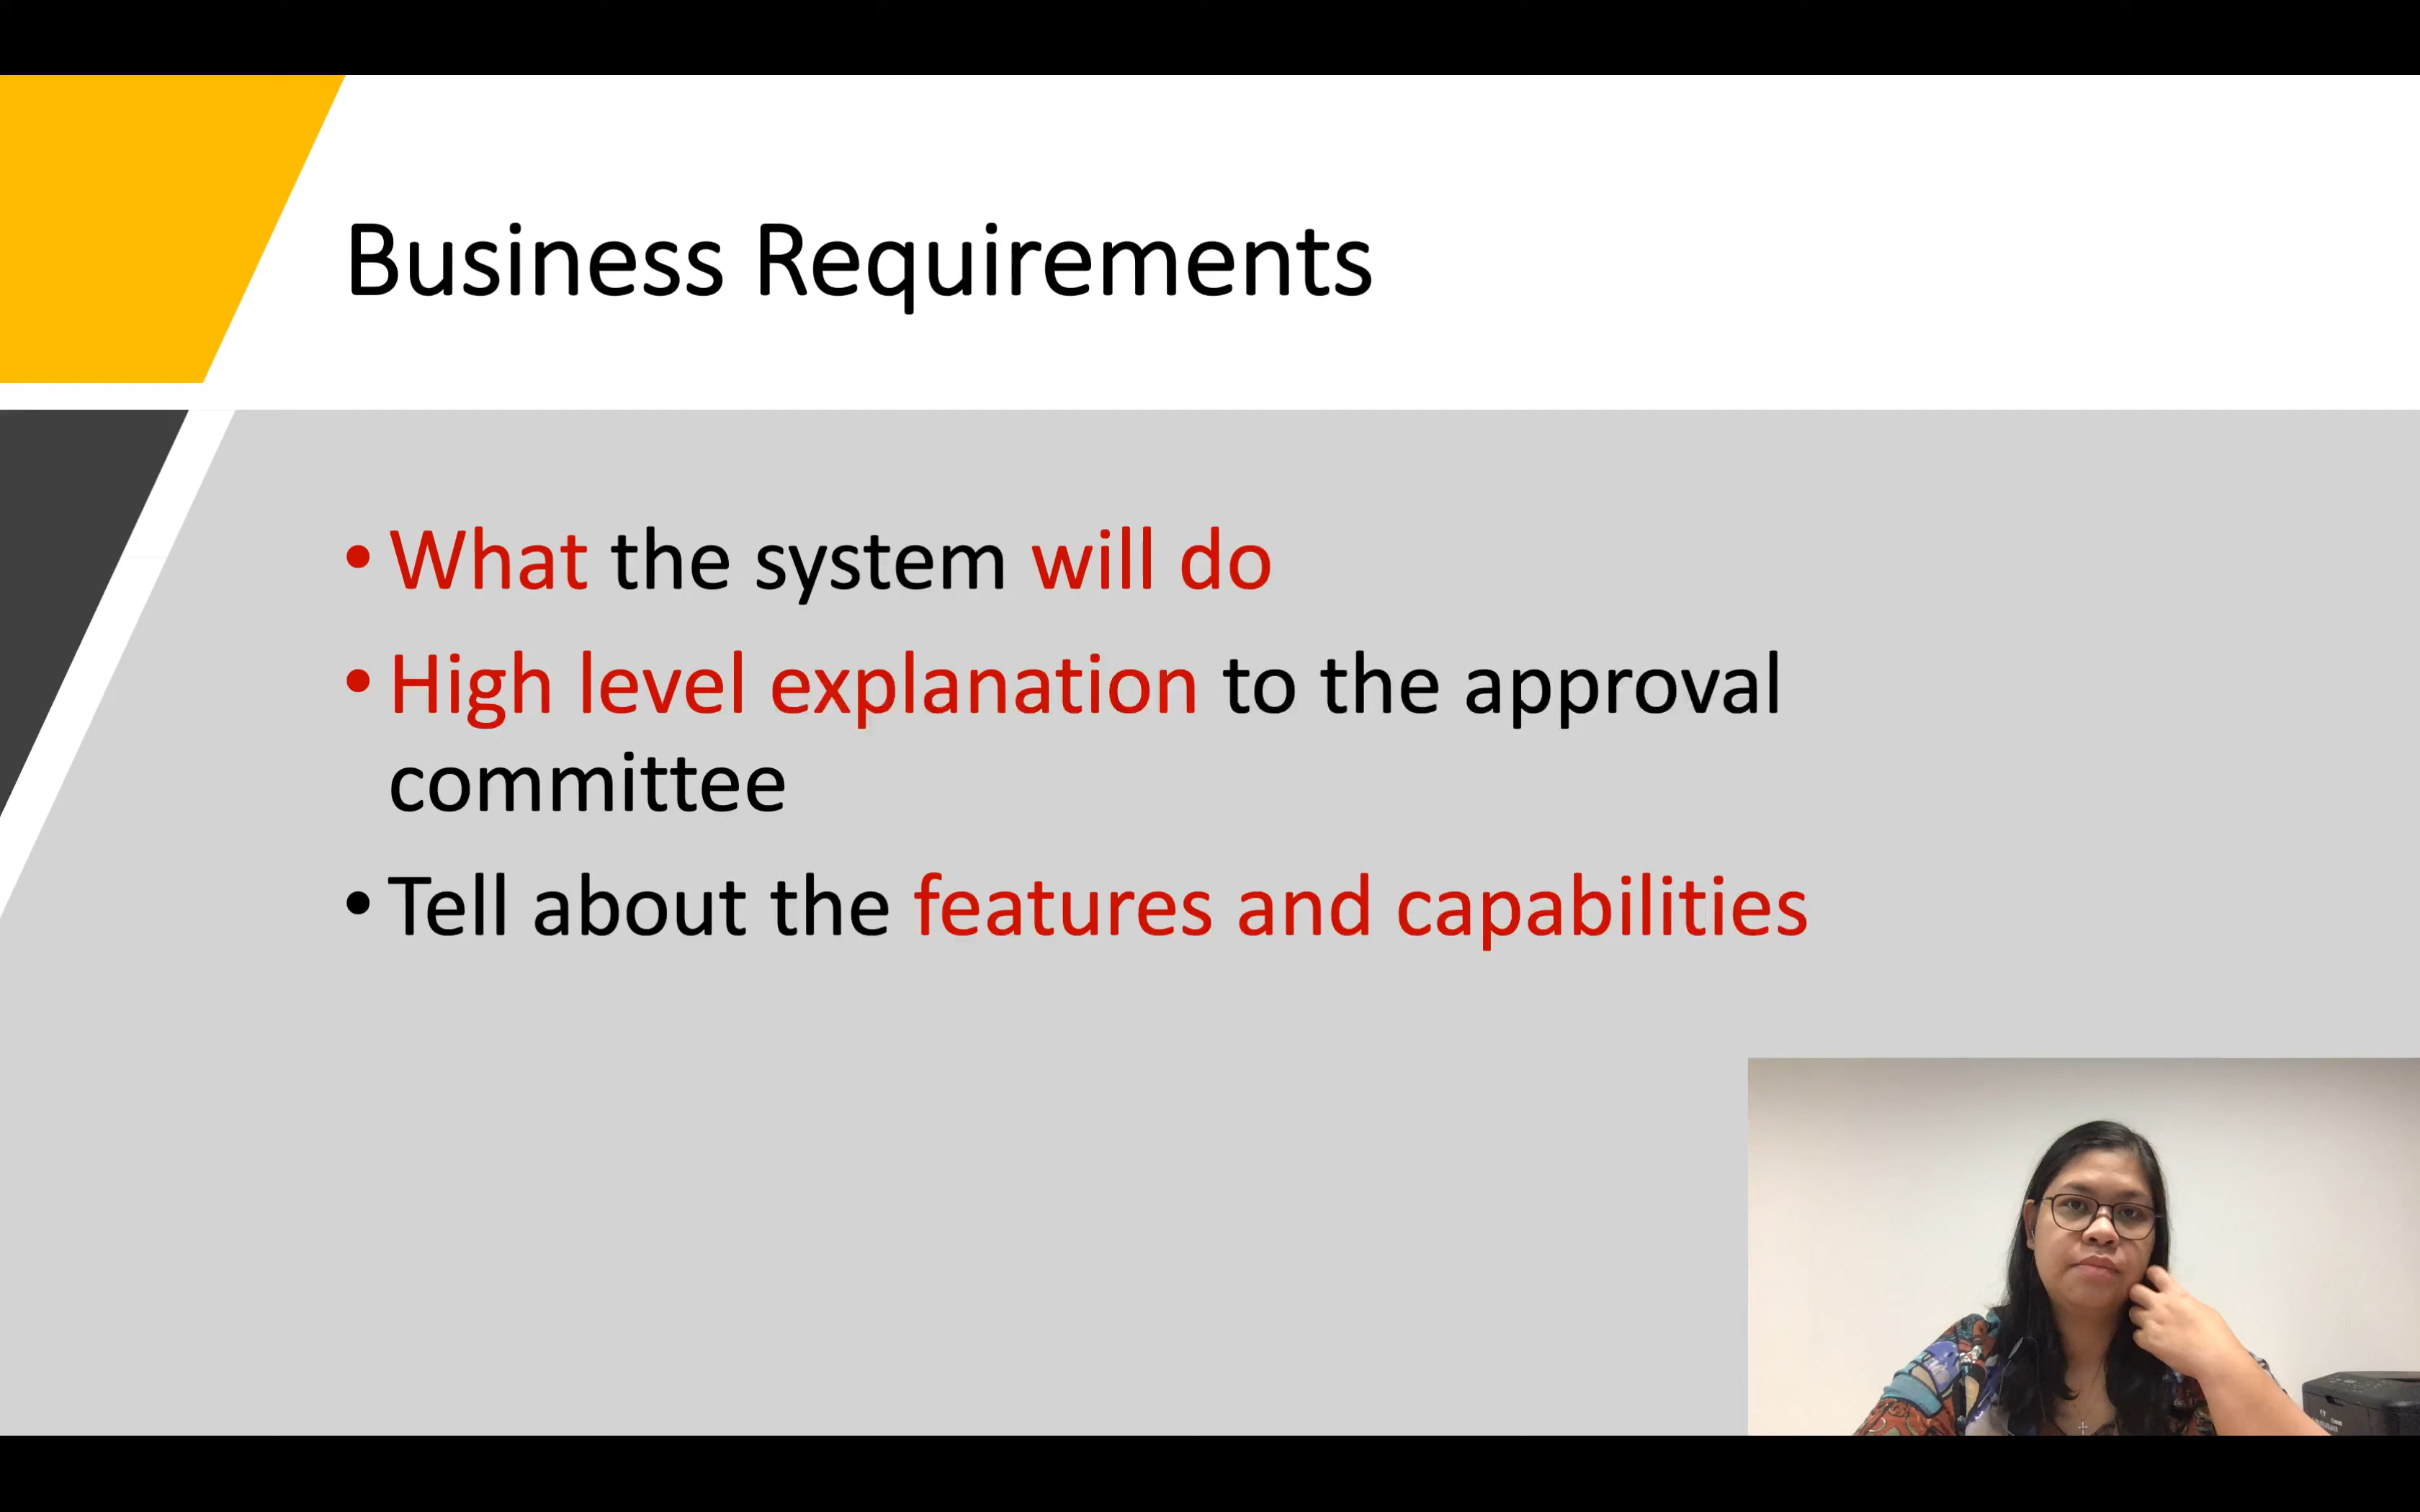 Business Requirements
• What the system will do
• High level explanation to the approval
committee
• Tell about the features and capabilities